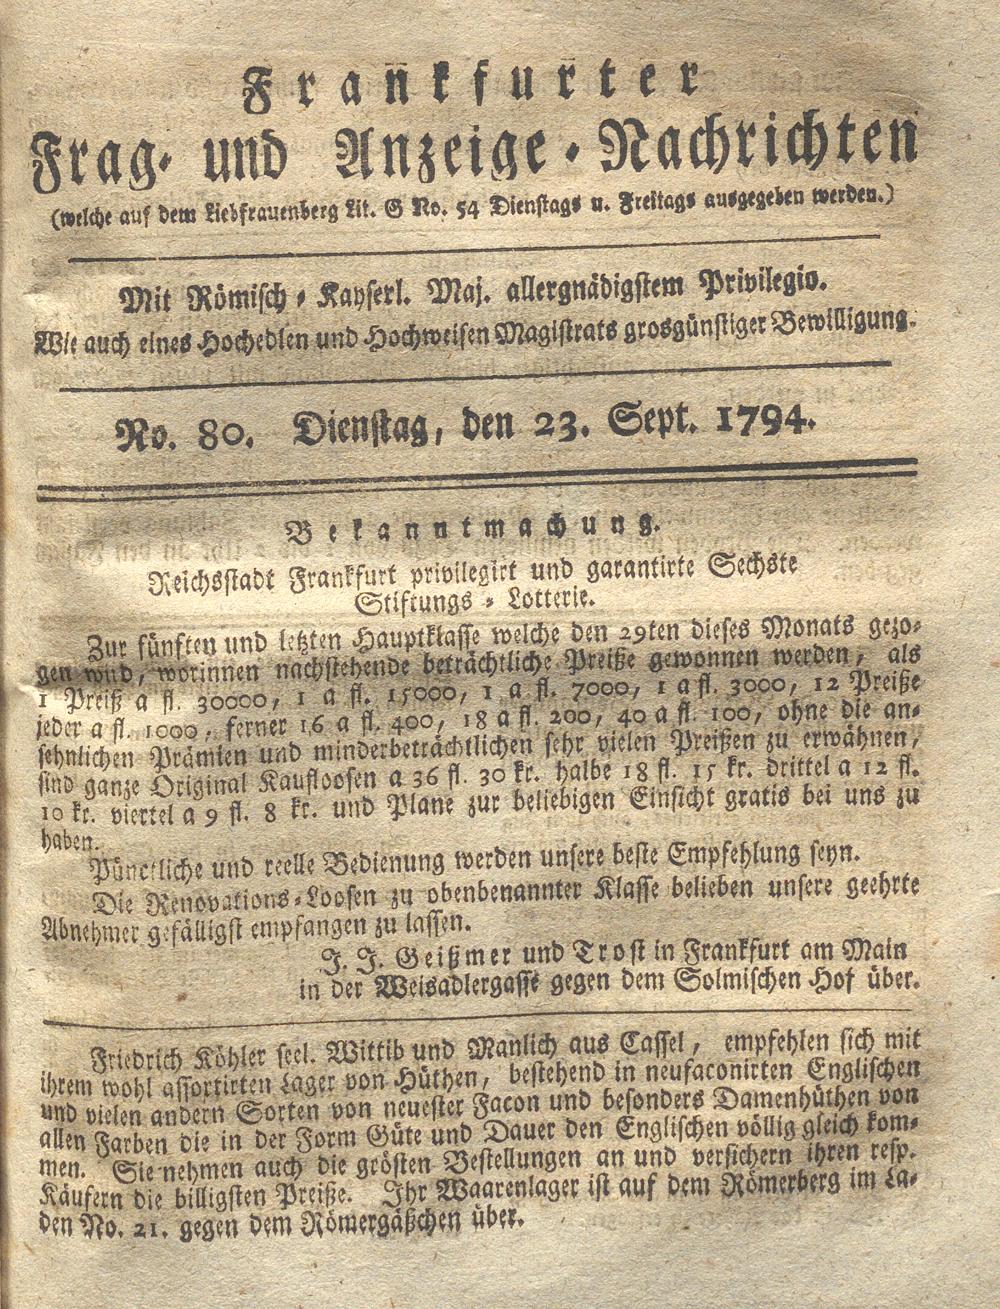 Frankfurter
Frag- und Anzeige-Nachrichten
(welche auf dem Liebfrauenberg Lit. G No. 54 Dienstags u. Freitags ausgegeben werden.)
Mit Römisch-Kayserl. Maj. allergnädigstem Privilegio.
Wie auch eines Hochedlen und Hochweisen Magistrats grosgünstiger Bewilligung.
No. 80. Dienstag, den 23. Sept. 1794.
Bekanntmachung.
Reichsstadt Frankfurt privilegirt und garantirte Sechste
Stiftungs-Lotterie.
Zur fünften und letzten Hauptklasse welche den 29ten dieses Monats gezo-
gen wird, worinnen nachstehende beträchtliche Preiße gewonnen werden, als
1 Preiß a fl. 30000, 1 a fl. 15000, 1 a fl. 7000, 1 a fl. 3000, 12 Preiße
jeder a fl. 1000, ferner 16 a fl. 400, 18 a fl. 200, 40 a fl. 100, ohne die an-
sehnlichen Prämien und minderbeträchtlichen sehr vielen Preißen zu erwähnen,
sind ganze Original Kaufloosen a 36 fl. 30 kr. halbe 18 fl. 15 kr. drittel a 12 fl.
10 kr. viertel a 9 fl. 8 kr. und Plane zur beliebigen Einsicht gratis bei uns zu
haben.
Pünctliche und reelle Bedienung werden unsere beste Empfehlung seyn.
Die Renovations-Loosen zu obenbenannter Klasse belieben unsere geehrte
Abnehmer gefälligst empfangen zu lassen.
J. J. Geißmer und Trost in Frankfurt am Main
in der Weisadlergasse gegen dem Solmischen Hof über.
Friedrich Köhler seel. Wittib und Manlich aus Cassel, empfehlen sich mit
ihrem wohl assortirten Lager von Hüthen, bestehend in neufaconirten Englischen
und vielen andern Sorten von neuester Facon und besonders Damenhüthen von
allen Farben die in der Form Güte und Dauer den Englischen völlig gleich kom-
men. Sie nehmen auch die grösten Bestellungen an und versichern ihren resp.
Käufern die billigsten Preiße. Ihr Waarenlager ist auf dem Römerberg im La-
den No. 21. gegen dem Römergäßchen über.